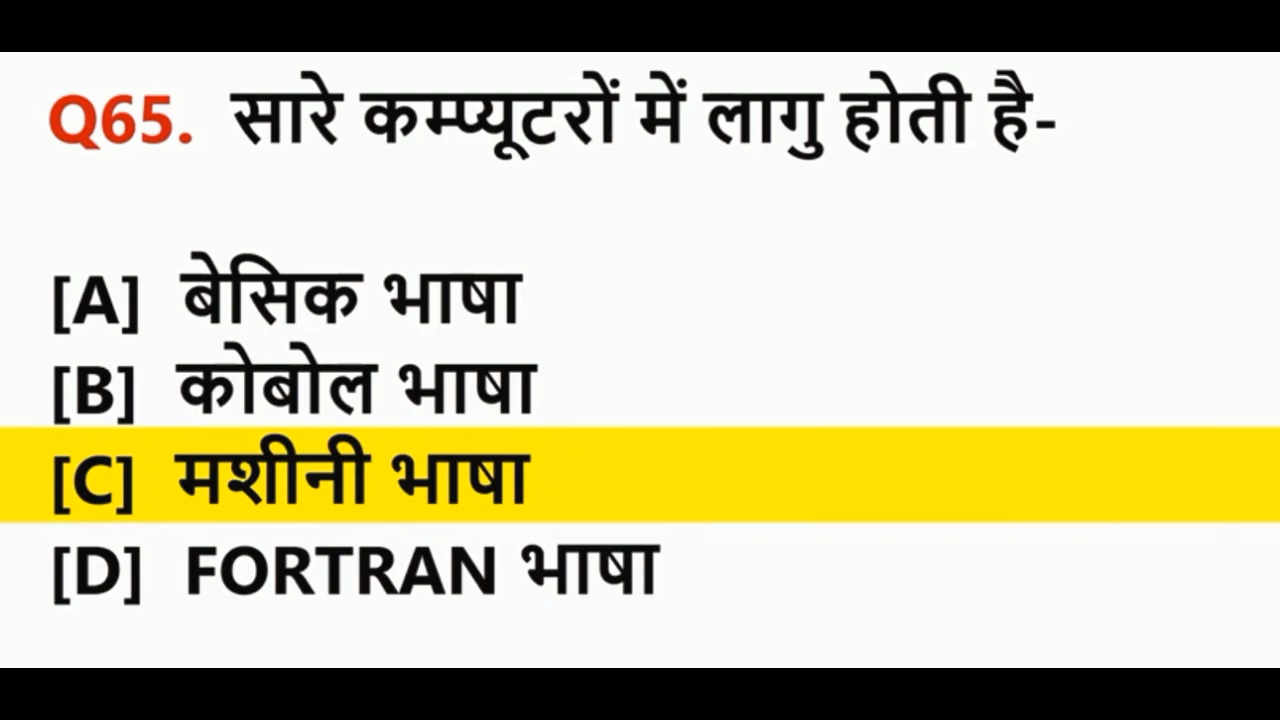 Q65. सारे कम्प्यूटरों में लागु होती है-
[A] बेसिक भाषा
[B] कोबोल भाषा
[C] मशीनी भाषा
[D] FORTRAN भाषा